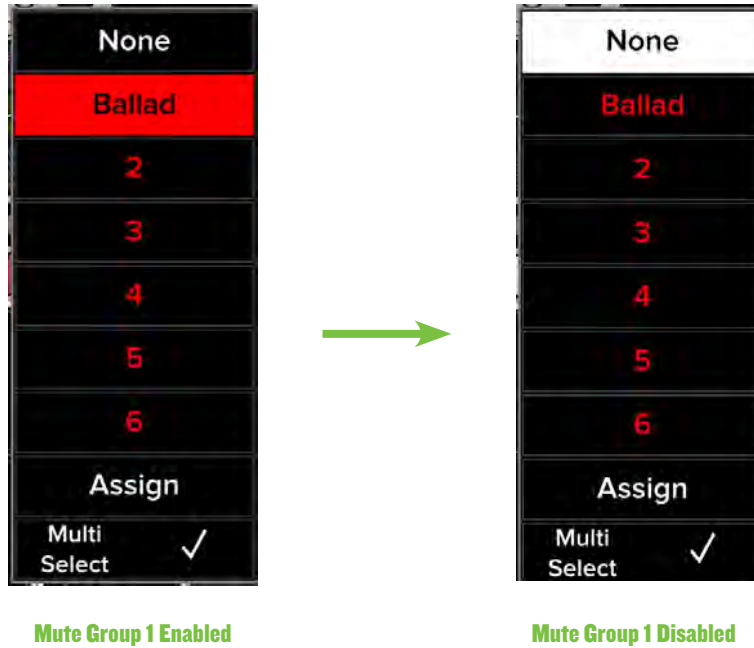 None
Ballad
2
3
4
5
6
Assign
Multi
Select
Mute Group 1 Enabled
None
Ballad
2
3
4
5
6
Assign
Multi
Select
Mute Group 1 Disabled